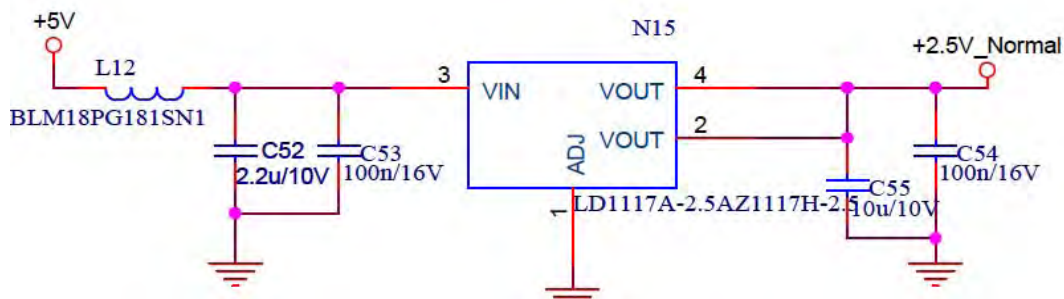 +5V
N15
+2.5V_Normal
L12
3
4
VIN
VOUT
BLM18PG181SN1
2
VOUT
ADJ
C52
C53
C54
2.2u/10V
100n/16V
100n/16V
C55
1
LD1117A-2.5AZ1117H-2.5
10u/10V